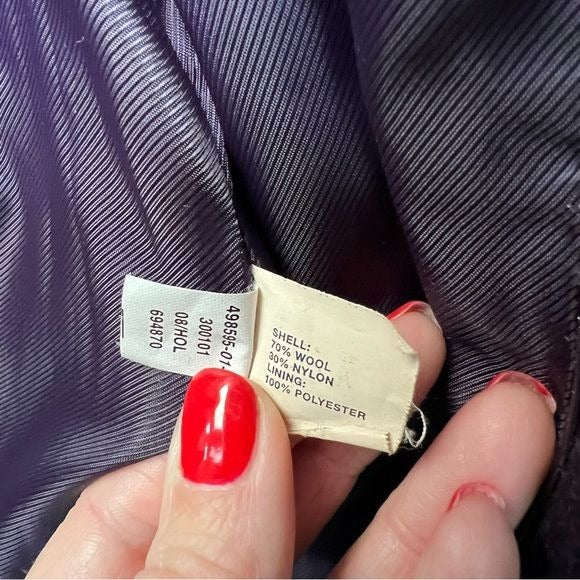 498595-01
300101
08/HOL
694870
SHELL:
70% WOOL
30% NYLON
LINING:
100% POLYESTER